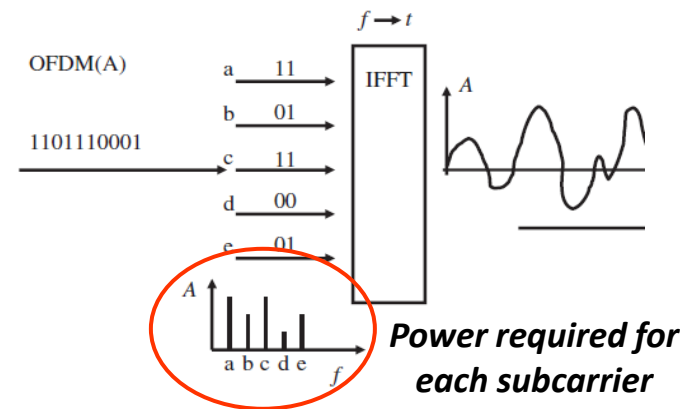 f → t
OFDM(A)
1101110001
a 11
b 01
c 11
d 00
e 01
IFFT
A
A
a b c d e
f
Power required for
each subcarrier